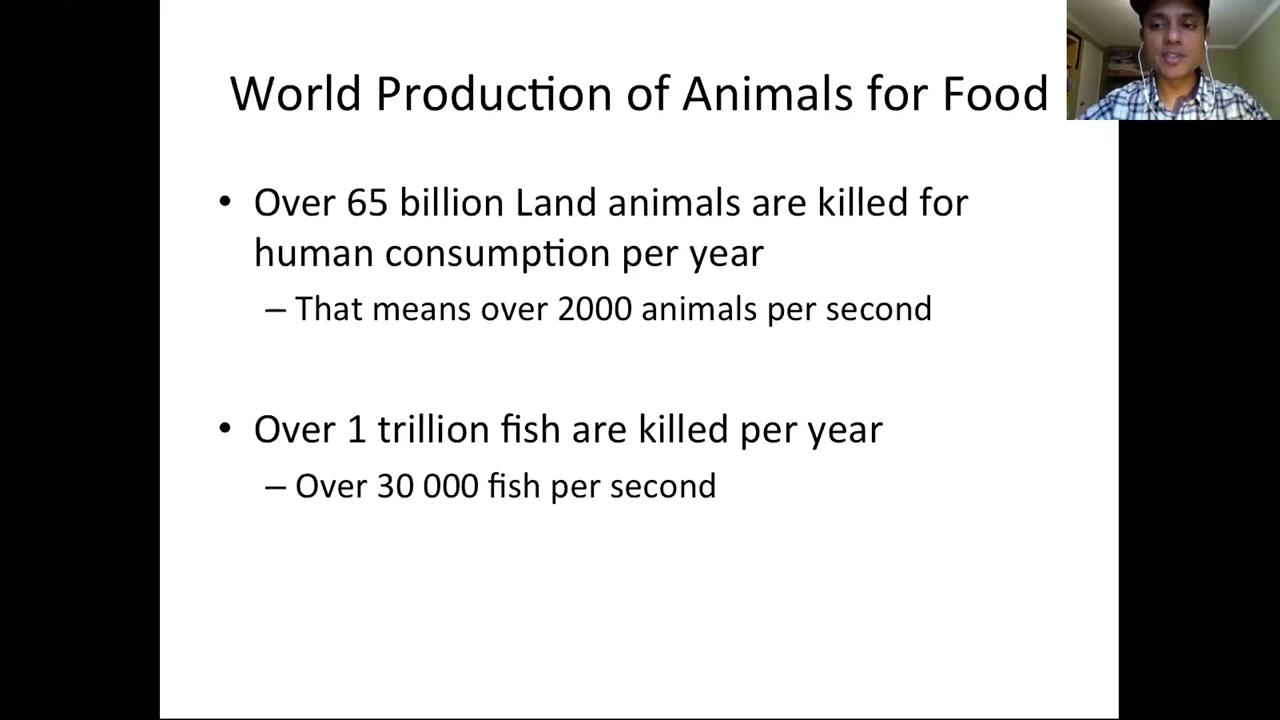 World Production of Animals for Food
• Over 65 billion Land animals are killed for
human consumption per year
– That means over 2000 animals per second
• Over 1 trillion fish are killed per year
– Over 30 000 fish per second